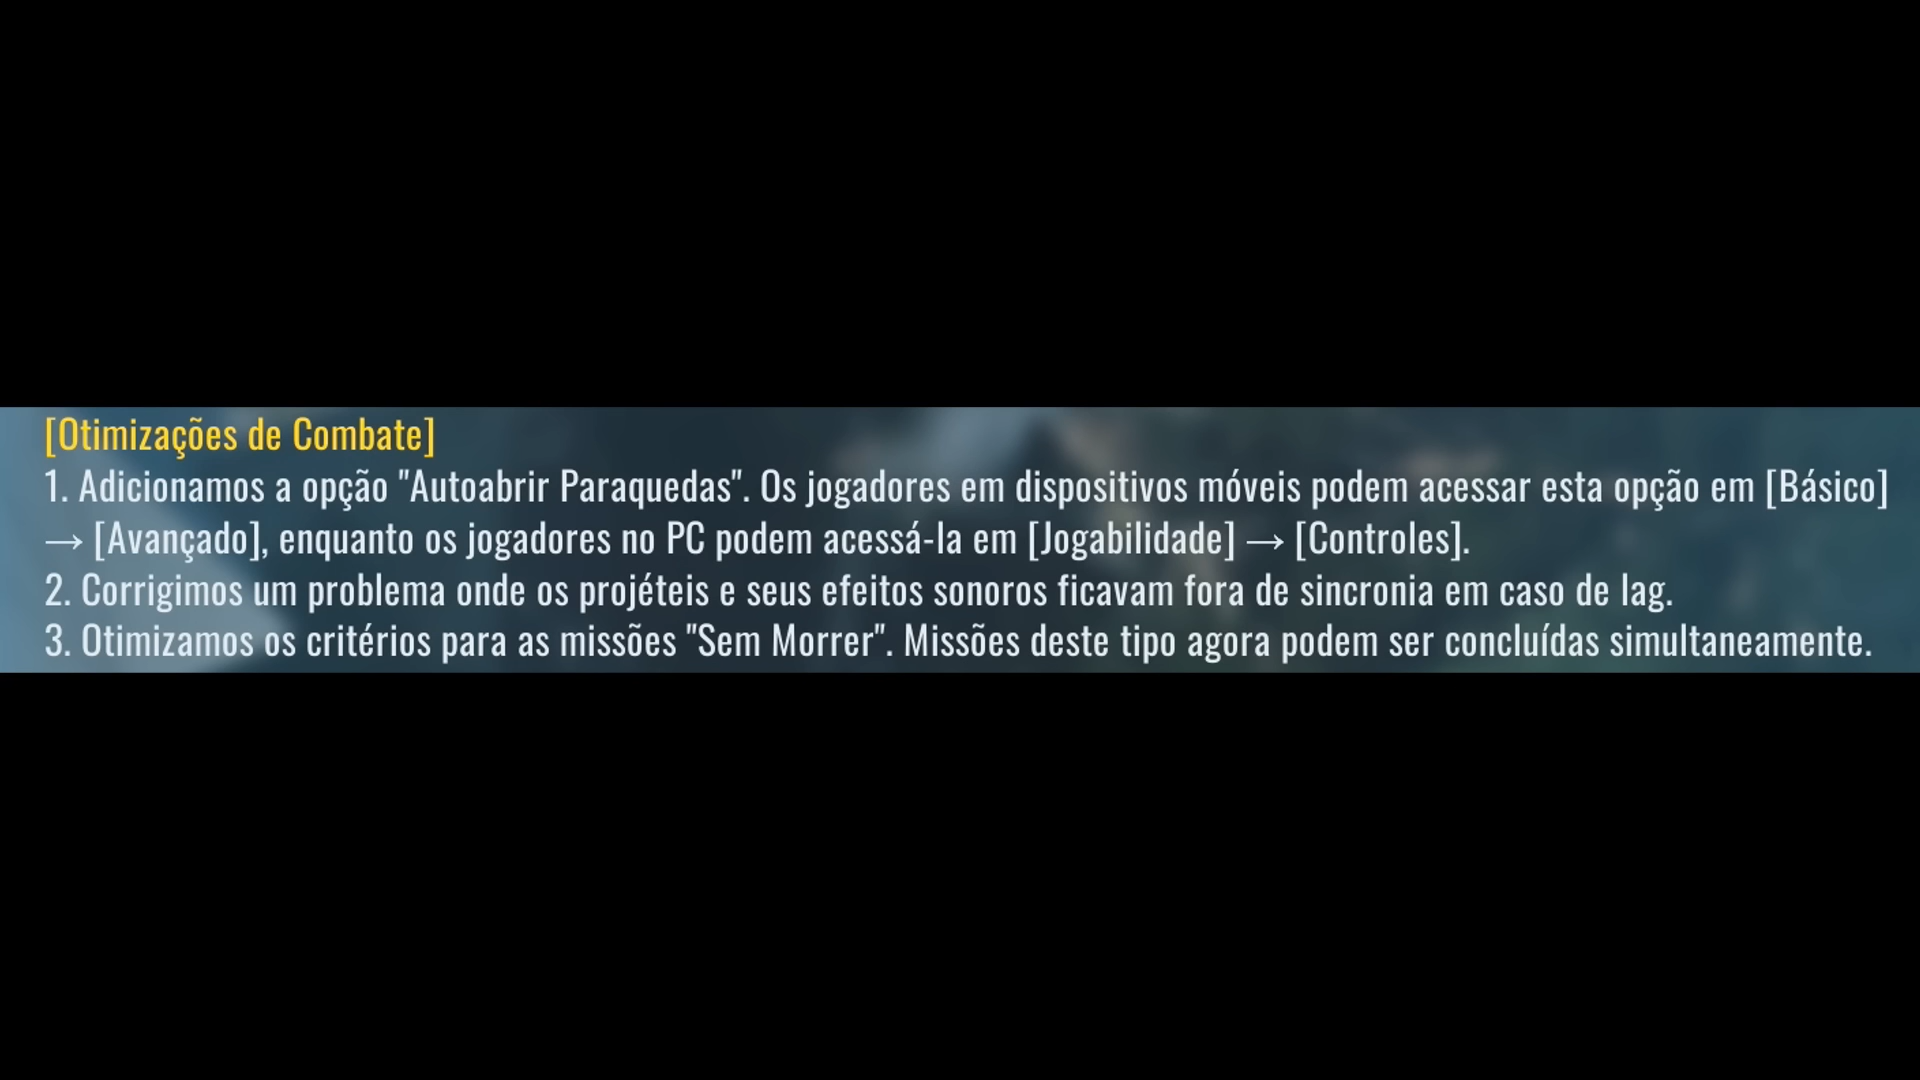 [Otimizações de Combate]
1. Adicionamos a opção "Autoabrir Paraquedas". Os jogadores em dispositivos móveis podem acessar esta opção em [Básico]
→ [Avançado], enquanto os jogadores no PC podem acessá-la em [Jogabilidade] → [Controles].
2. Corrigimos um problema onde os projéteis e seus efeitos sonoros ficavam fora de sincronia em caso de lag.
3. Otimizamos os critérios para as missões "Sem Morrer". Missões deste tipo agora podem ser concluídas simultaneamente.